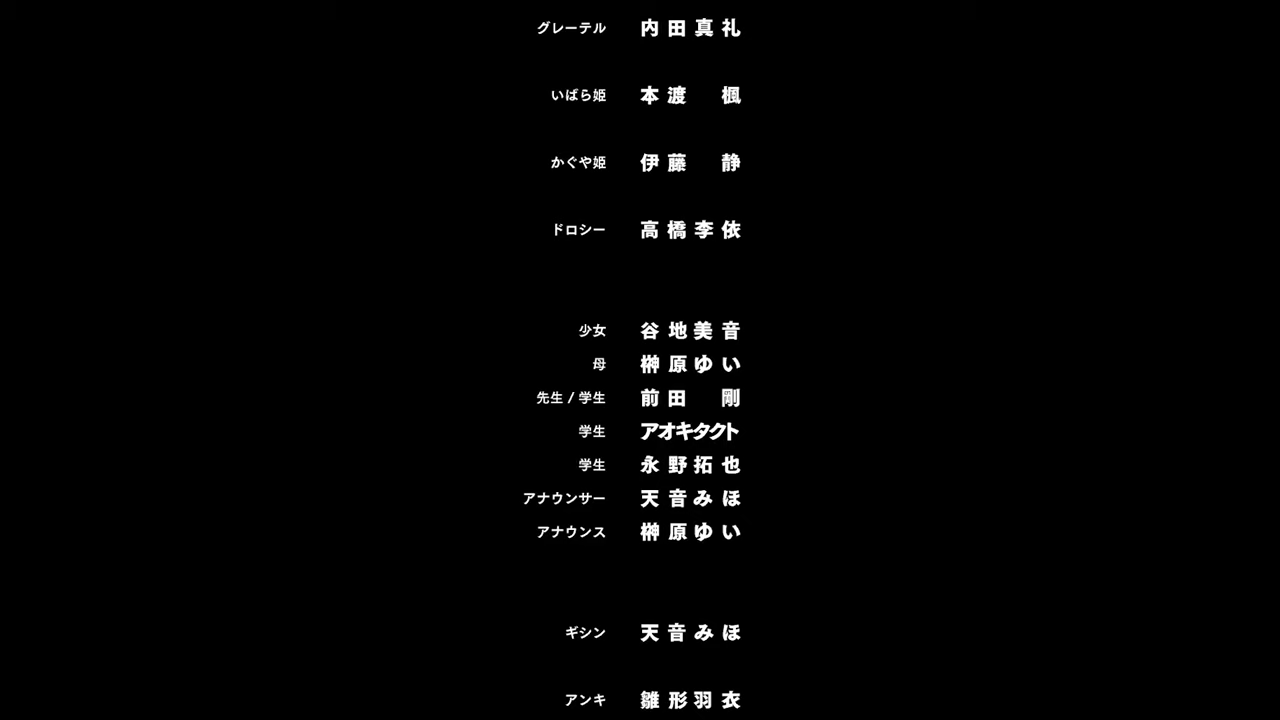 グレーテル 内田真礼
いばら姫 本渡 楓
かぐや姫 伊藤 静
ドロシー 高橋李依
少女 谷地美音
母 榊原ゆい
先生 / 学生 前田 剛
学生 アオキタクト
学生 永野拓也
アナウンサー 天音みほ
アナウンス 榊原ゆい
ギシン 天音みほ
アンキ 雛形羽衣